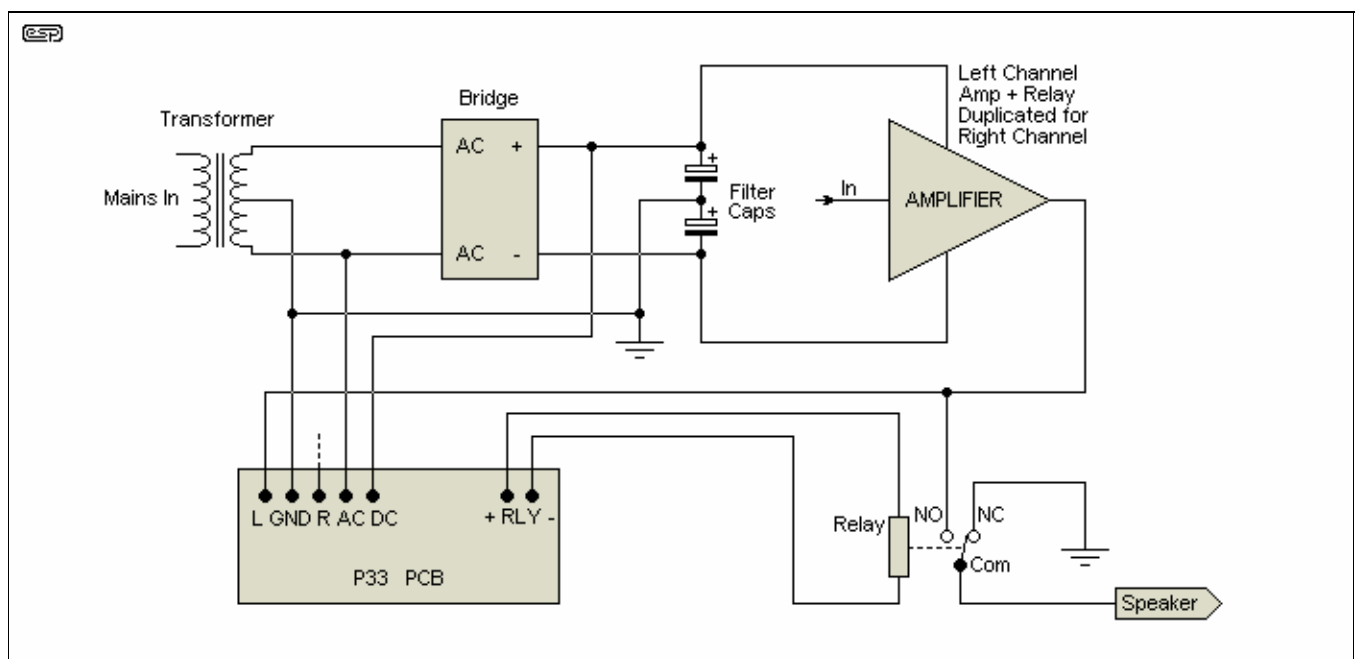 esp
Transformer
Mains In
Bridge
AC +
AC -
+
Filter
Caps
+
In
AMPLIFIER
Left Channel
Amp + Relay
Duplicated for
Right Channel
L GND R AC DC
+ RLY -
P33 PCB
Relay
NO
NC
Com
Speaker